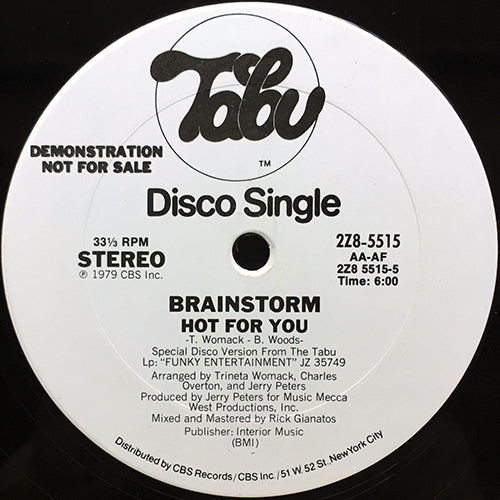 Tabu
TM
DEMONSTRATION
NOT FOR SALE
Disco Single
33⅓ RPM
STEREO
℗ 1979 CBS Inc.
2Z8-5515
AA-AF
2Z8 5515-5
Time: 6:00
BRAINSTORM
HOT FOR YOU
-T. Womack - B. Woods-
Special Disco Version From The Tabu
Lp: "FUNKY ENTERTAINMENT" JZ 35749
Arranged by Trineta Womack, Charles
Overton, and Jerry Peters
Produced by Jerry Peters for Music Mecca
West Productions, Inc.
Mixed and Mastered by Rick Gianatos
Publisher: Interior Music
(BMI)
Distributed by CBS Records/CBS Inc./51 W. 52 St., New York City